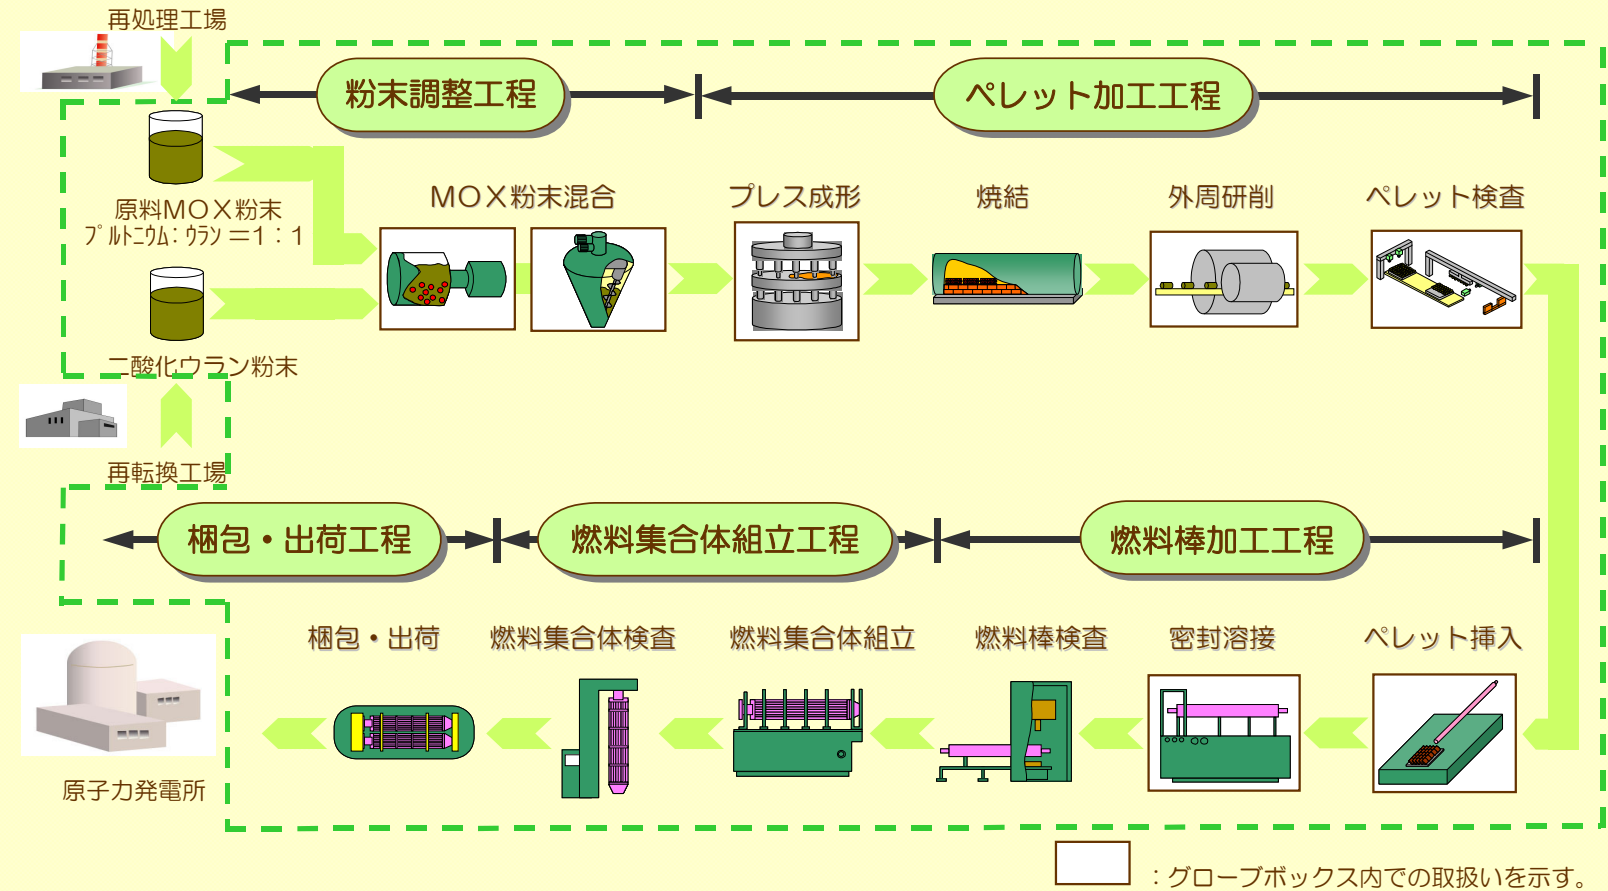 再処理工場
粉末調整工程
ペレット加工工程
原料MOX粉末
ﾌﾟﾙﾄﾆｳﾑ：ｳﾗﾝ＝1：1
MOX粉末混合
プレス成形
焼結
外周研削
ペレット検査
二酸化ウラン粉末
再転換工場
梱包・出荷工程
燃料集合体組立工程
燃料棒加工工程
梱包・出荷
燃料集合体検査
燃料集合体組立
燃料棒検査
密封溶接
ペレット挿入
原子力発電所
：グローブボックス内での取扱いを示す。